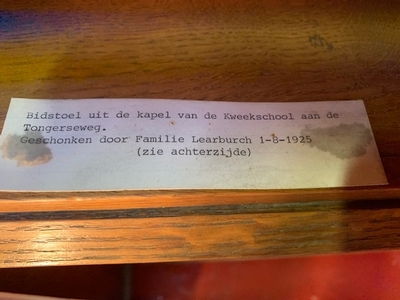 Bidstoel uit de kapel van de Kweekschool aan de
Tongerseweg.
Geschonken door Familie Learburch 1-8-1925
(zie achterzijde)